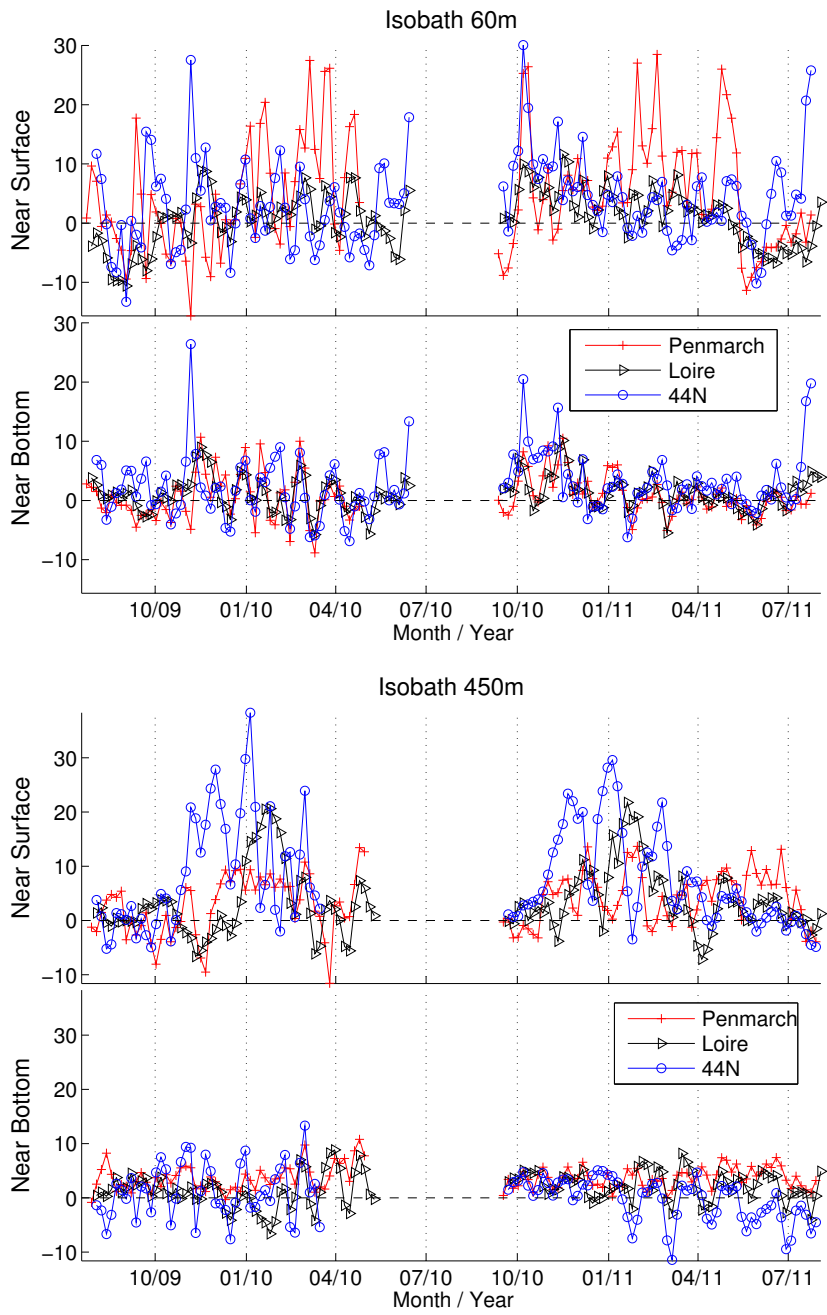 Isobath 60m
30
20
10
0
−10
Near Surface
30
20
10
0
−10
Near Bottom
Penmarch
Loire
44N
10/09 01/10 04/10 07/10 10/10 01/11 04/11 07/11
Month / Year
Isobath 450m
30
20
10
0
−10
Near Surface
30
20
10
0
−10
Near Bottom
Penmarch
Loire
44N
10/09 01/10 04/10 07/10 10/10 01/11 04/11 07/11
Month / Year